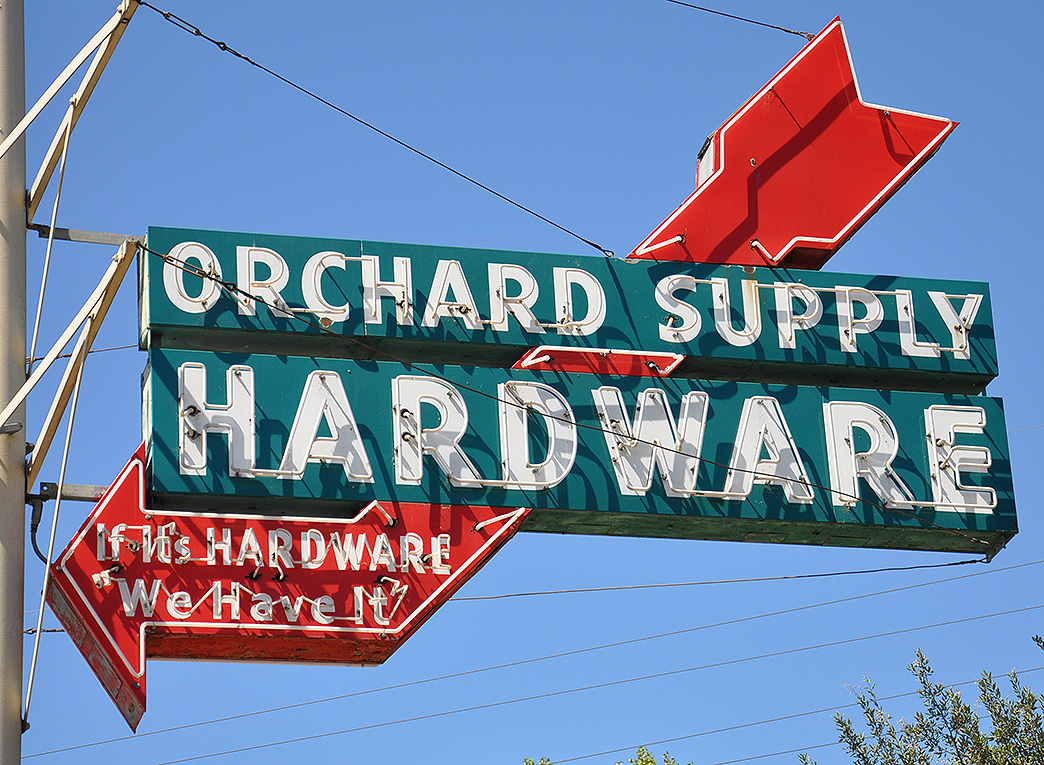 ORCHARD SUPPLY
HARDWARE
If It's HARDWARE
We Have It